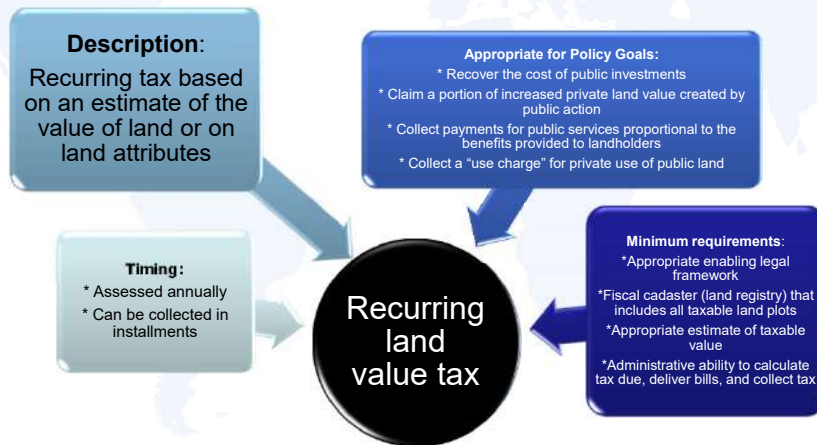 Description:
Recurring tax based
on an estimate of the
value of land or on
land attributes
Appropriate for Policy Goals:
* Recover the cost of public investments
* Claim a portion of increased private land value created by
public action
* Collect payments for public services proportional to the
benefits provided to landholders
* Collect a “use charge” for private use of public land
Timing:
* Assessed annually
* Can be collected in
installments
Recurring
land
value tax
Minimum requirements:
*Appropriate enabling legal
framework
*Fiscal cadaster (land registry) that
includes all taxable land plots
*Appropriate estimate of taxable
value
*Administrative ability to calculate
tax due, deliver bills, and collect tax